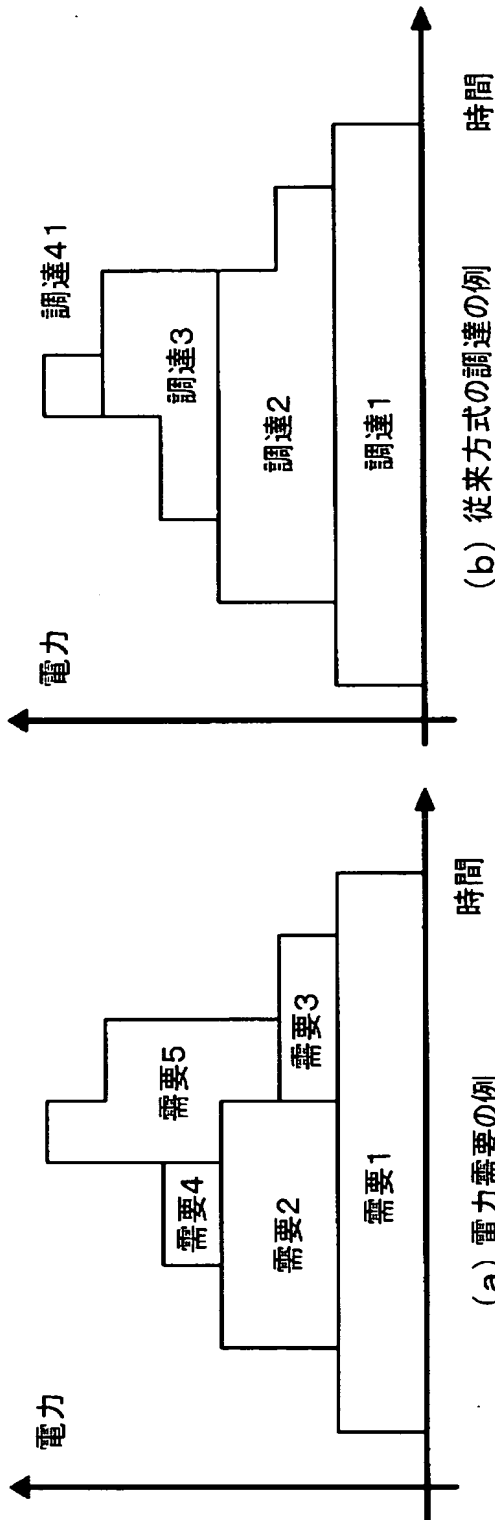 電力
需要5
需要4
需要3
需要2
需要1
時間
(a) 電力需要の例
電力
調達41
調達3
調達2
調達1
時間
(b) 従来方式の調達の例